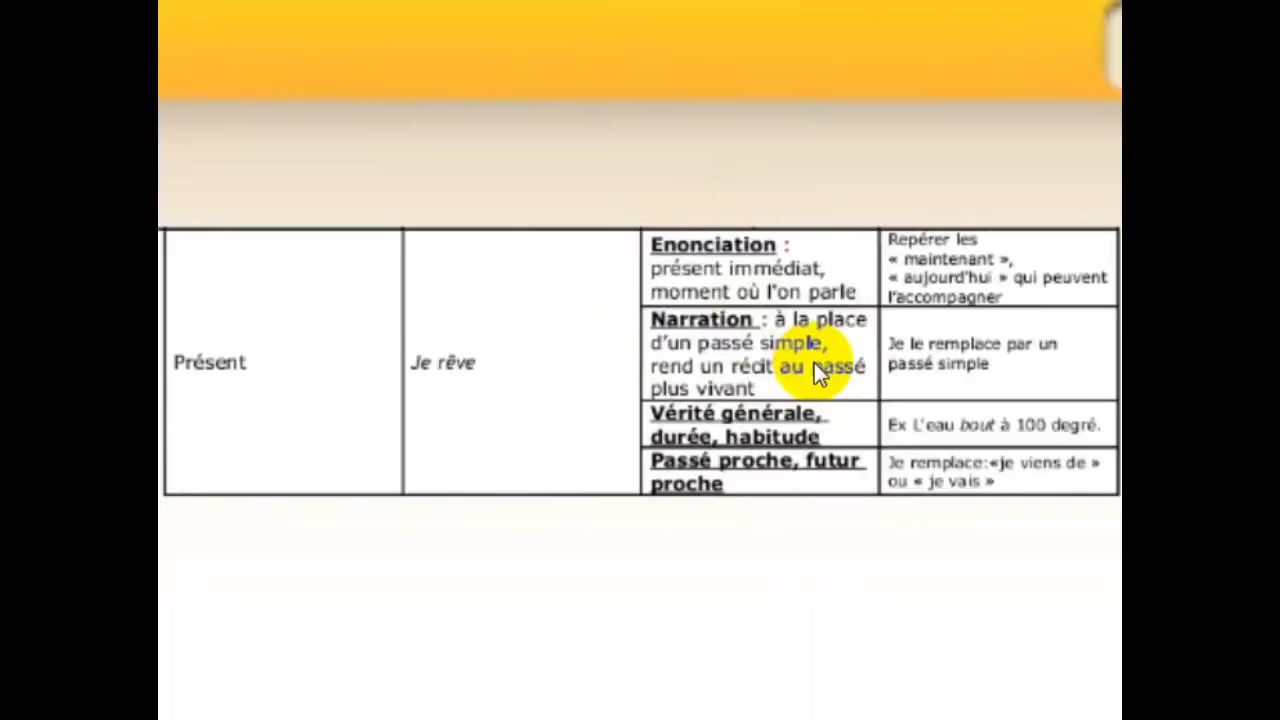 Présent
Je rêve
Enonciation :
présent immédiat,
moment où l'on parle
Repérer les
« maintenant »,
« aujourd'hui » qui peuvent
l'accompagner
Narration : à la place
d'un passé simple,
rend un récit au passé
plus vivant
Je le remplace par un
passé simple
Vérité générale,
durée, habitude
Ex L'eau bout à 100 degré.
Passé proche, futur
proche
Je remplace:«je viens de »
ou « je vais »